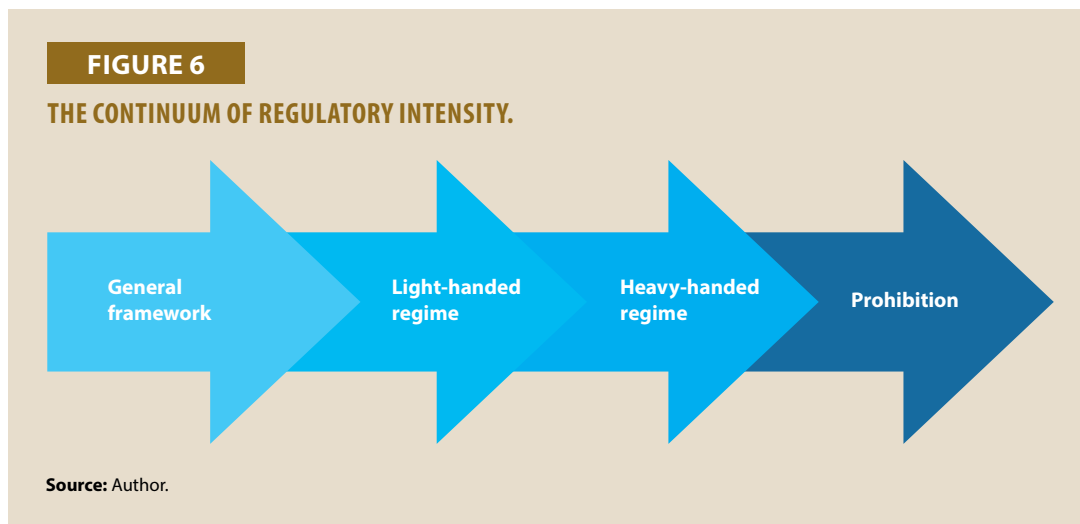 FIGURE 6
THE CONTINUUM OF REGULATORY INTENSITY.
General
framework
Light-handed
regime
Heavy-handed
regime
Prohibition
Source: Author.